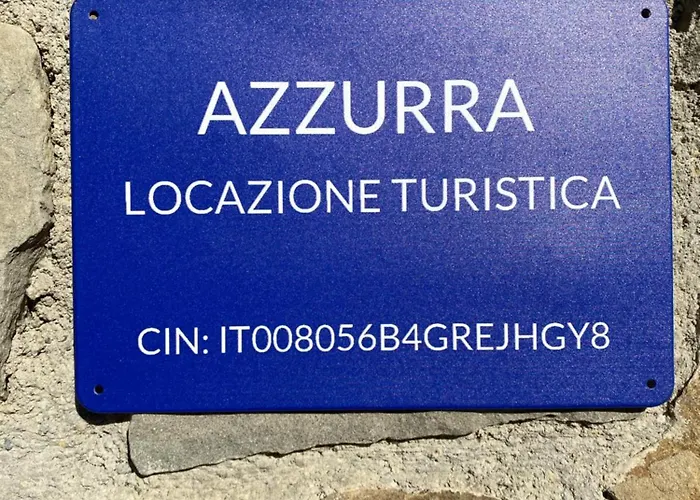 AZZURRA
LOCAZIONE TURISTICA
CIN: IT008056B4GREJHGY8